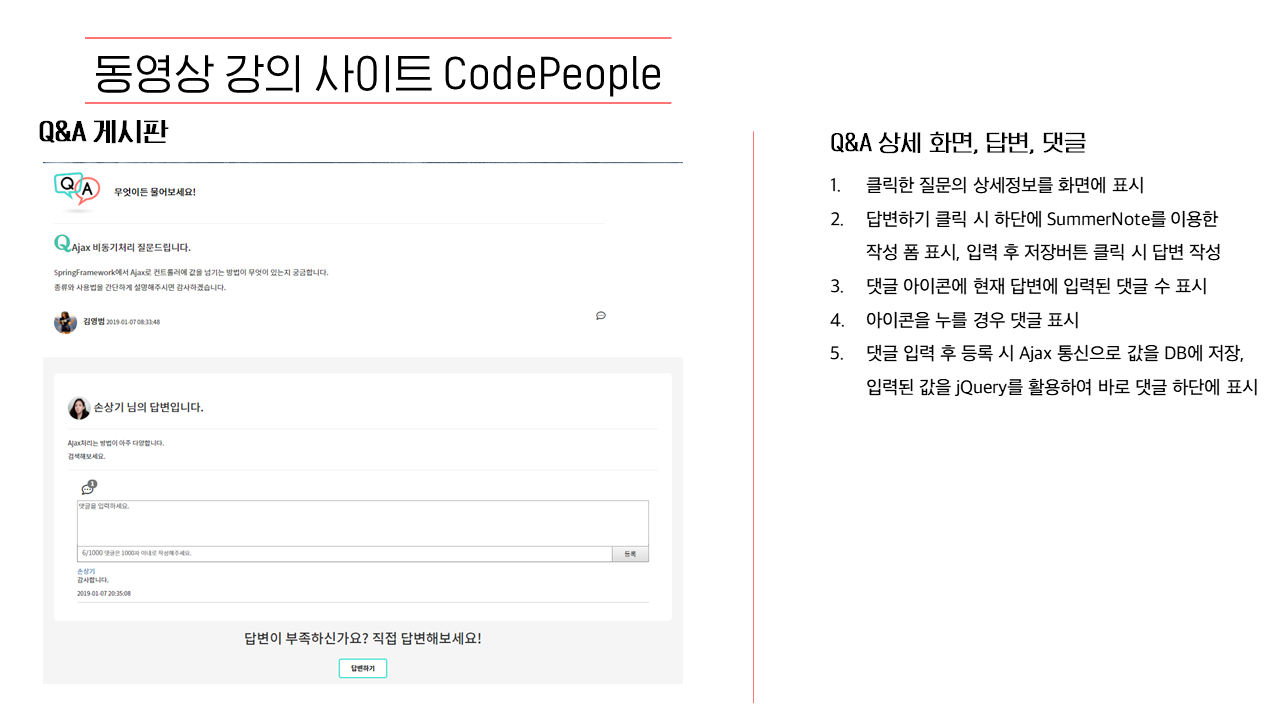 동영상 강의 사이트 CodePeople
Q&A 게시판
Q A 무엇이든 물어보세요!
Q Ajax 비동기처리 질문드립니다.
SpringFramework에서 Ajax로 컨트롤러에 값을 넘기는 방법이 무엇이 있는지 궁금합니다.
종류와 사용법을 간단하게 설명해주시면 감사하겠습니다.
김영범 2019-01-07 08:33:48
손상기 님의 답변입니다.
Ajax처리는 방법이 아주 다양합니다.
검색해보세요.
1
댓글을 입력하세요.
6/1000 댓글은 1000자 이내로 작성해주세요. 등록
손상기
감사합니다.
2019-01-07 20:35:08
답변이 부족하신가요? 직접 답변해보세요!
답변하기
Q&A 상세 화면, 답변, 댓글
1. 클릭한 질문의 상세정보를 화면에 표시
2. 답변하기 클릭 시 하단에 SummerNote를 이용한
작성 폼 표시, 입력 후 저장버튼 클릭 시 답변 작성
3. 댓글 아이콘에 현재 답변에 입력된 댓글 수 표시
4. 아이콘을 누를 경우 댓글 표시
5. 댓글 입력 후 등록 시 Ajax 통신으로 값을 DB에 저장,
입력된 값을 jQuery를 활용하여 바로 댓글 하단에 표시